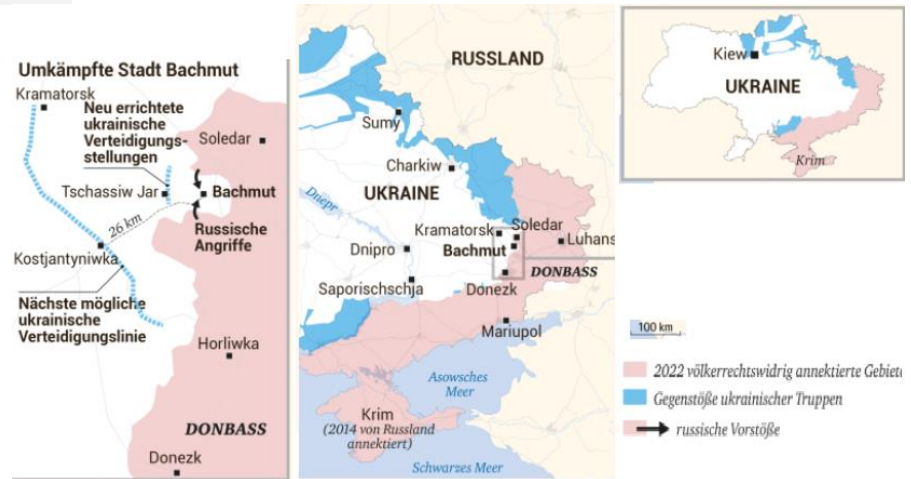 Umkämpfte Stadt Bachmut
Kramatorsk
Neu errichtete
ukrainische
Verteidigungs-
stellungen
Soledar
Tschassiw Jar
Bachmut
26 km
Russische
Angriffe
Kostjantyniwka
Nächste mögliche
ukrainische
Verteidigungslinie
Horliwka
DONBASS
Donezk
RUSSLAND
Sumy
Charkiw
UKRAINE
Dnepr
Kramatorsk
Soledar
Bachmut
Luhans
Dnipro
DONBASS
Saporischschja
Donezk
Mariupol
Asowsches
Meer
Krim
(2014 von Russland
annektiert)
Schwarzes Meer
Kiew
UKRAINE
Krim
100 km
2022 völkerrechtswidrig annektierte Gebiet
Gegenstöße ukrainischer Truppen
russische Vorstöße